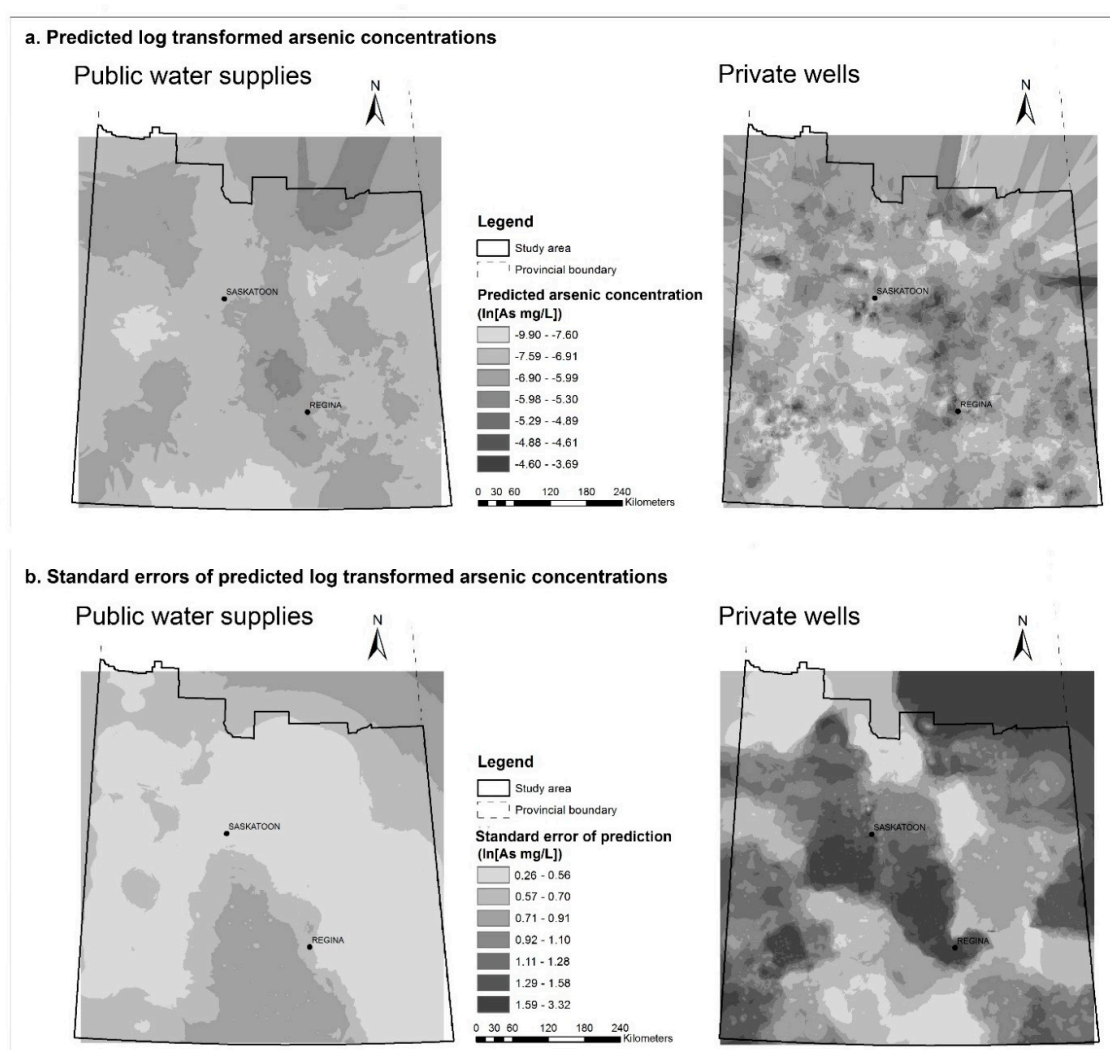 a. Predicted log transformed arsenic concentrations
Public water supplies
Private wells
N
N
SASKATOON
REGINA
Legend
Study area
Provincial boundary
Predicted arsenic concentration
(ln[As mg/L])
-9.90 - -7.60
-7.59 - -6.91
-6.90 - -5.99
-5.98 - -5.30
-5.29 - -4.89
-4.88 - -4.61
-4.60 - -3.69
0 30 60 120 180 240
Kilometers
SASKATOON
REGINA
b. Standard errors of predicted log transformed arsenic concentrations
Public water supplies
Private wells
N
N
SASKATOON
REGINA
Legend
Study area
Provincial boundary
Standard error of prediction
(ln[As mg/L])
0.26 - 0.56
0.57 - 0.70
0.71 - 0.91
0.92 - 1.10
1.11 - 1.28
1.29 - 1.58
1.59 - 3.32
0 30 60 120 180 240
Kilometers
SASKATOON
REGINA